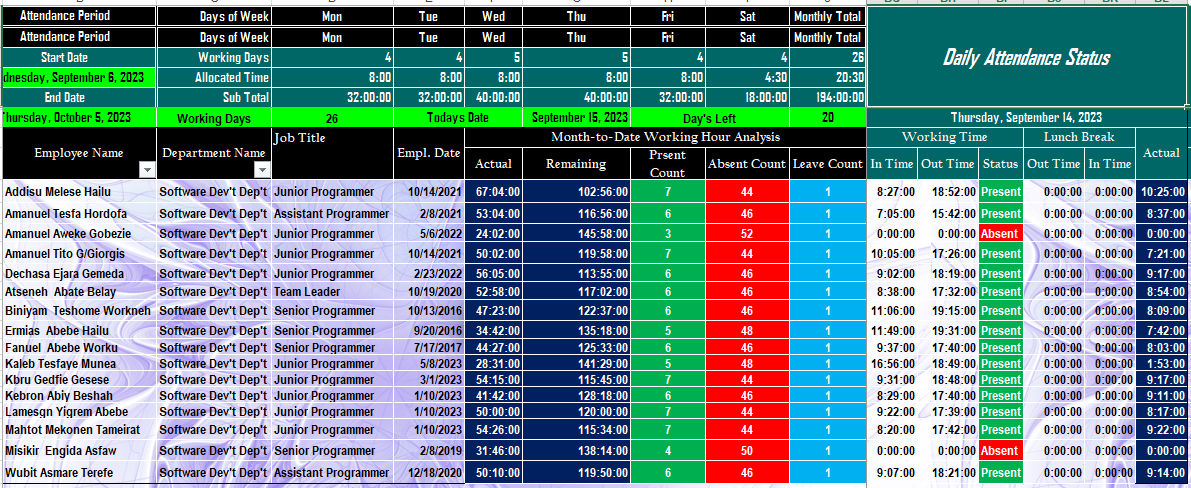 Attendance Period Days of Week Mon Tue Wed Thu Fri Sat Monthly Total
Attendance Period Days of Week Mon Tue Wed Thu Fri Sat Monthly Total
Start Date Working Days 4 4 5 5 4 4 26
dnesday, September 6, 2023 Allocated Time 8:00 8:00 8:00 8:00 8:00 4:30 20:30
End Date Sub Total 32:00:00 32:00:00 40:00:00 40:00:00 32:00:00 18:00:00 194:00:00
Daily Attendance Status
Thursday, October 5, 2023 Working Days 26 Todays Date September 15, 2023 Day's Left 20 Thursday, September 14, 2023
Employee Name Department Name Job Title Empl. Date Month-to-Date Working Hour Analysis Working Time Lunch Break Actual
Actual Remaining Prsent Count Absent Count Leave Count In Time Out Time Status Out Time In Time
Addisu Melese Hailu Software Dev't Dep't Junior Programmer 10/14/2021 67:04:00 102:56:00 7 44 1 8:27:00 18:52:00 Present 0:00:00 0:00:00 10:25:00
Amanuel Tesfa Hordofa Software Dev't Dep't Assistant Programmer 2/8/2021 53:04:00 116:56:00 6 46 1 7:05:00 15:42:00 Present 0:00:00 0:00:00 8:37:00
Amanuel Aweke Gobezie Software Dev't Dep't Junior Programmer 5/6/2022 24:02:00 145:58:00 3 52 1 0:00:00 0:00:00 Absent 0:00:00 0:00:00 0:00:00
Amanuel Tito G/Giorgis Software Dev't Dep't Junior Programmer 10/14/2021 50:02:00 119:58:00 7 44 1 10:05:00 17:26:00 Present 0:00:00 0:00:00 7:21:00
Dechasa Ejara Gemeda Software Dev't Dep't Junior Programmer 2/23/2022 56:05:00 113:55:00 6 46 1 9:02:00 18:19:00 Present 0:00:00 0:00:00 9:17:00
Atseneh Abate Belay Software Dev't Dep't Team Leader 10/19/2020 52:58:00 117:02:00 6 46 1 8:38:00 17:32:00 Present 0:00:00 0:00:00 8:54:00
Biniyam Teshome Workneh Software Dev't Dep't Senior Programmer 10/13/2016 47:23:00 122:37:00 6 46 1 11:06:00 19:15:00 Present 0:00:00 0:00:00 8:09:00
Ermias Abebe Hailu Software Dev't Dep't Senior Programmer 9/20/2016 34:42:00 135:18:00 5 48 1 11:49:00 19:31:00 Present 0:00:00 0:00:00 7:42:00
Fanuel Abebe Worku Software Dev't Dep't Senior Programmer 7/17/2017 44:27:00 125:33:00 6 46 1 9:37:00 17:40:00 Present 0:00:00 0:00:00 8:03:00
Kaleb Tesfaye Munea Software Dev't Dep't Junior Programmer 5/8/2023 28:31:00 141:29:00 5 48 1 16:56:00 18:49:00 Present 0:00:00 0:00:00 1:53:00
Kbru Gedfie Gesese Software Dev't Dep't Junior Programmer 3/1/2023 54:15:00 115:45:00 7 44 1 9:31:00 18:48:00 Present 0:00:00 0:00:00 9:17:00
Kebron Abiy Beshah Software Dev't Dep't Junior Programmer 1/10/2023 41:42:00 128:18:00 6 46 1 8:29:00 17:40:00 Present 0:00:00 0:00:00 9:11:00
Lamesgn Yigrem Abebe Software Dev't Dep't Junior Programmer 1/10/2023 50:00:00 120:00:00 7 44 1 9:22:00 17:39:00 Present 0:00:00 0:00:00 8:17:00
Mahtot Mekonen Tameirat Software Dev't Dep't Junior Programmer 1/10/2023 54:26:00 115:34:00 7 44 1 8:20:00 17:42:00 Present 0:00:00 0:00:00 9:22:00
Misikir Engida Asfaw Software Dev't Dep't Senior Programmer 2/8/2019 31:46:00 138:14:00 4 50 1 0:00:00 0:00:00 Absent 0:00:00 0:00:00 0:00:00
Wubit Asmare Terefe Software Dev't Dep't Assistant Programmer 12/18/2020 50:10:00 119:50:00 6 46 1 9:07:00 18:21:00 Present 0:00:00 0:00:00 9:14:00